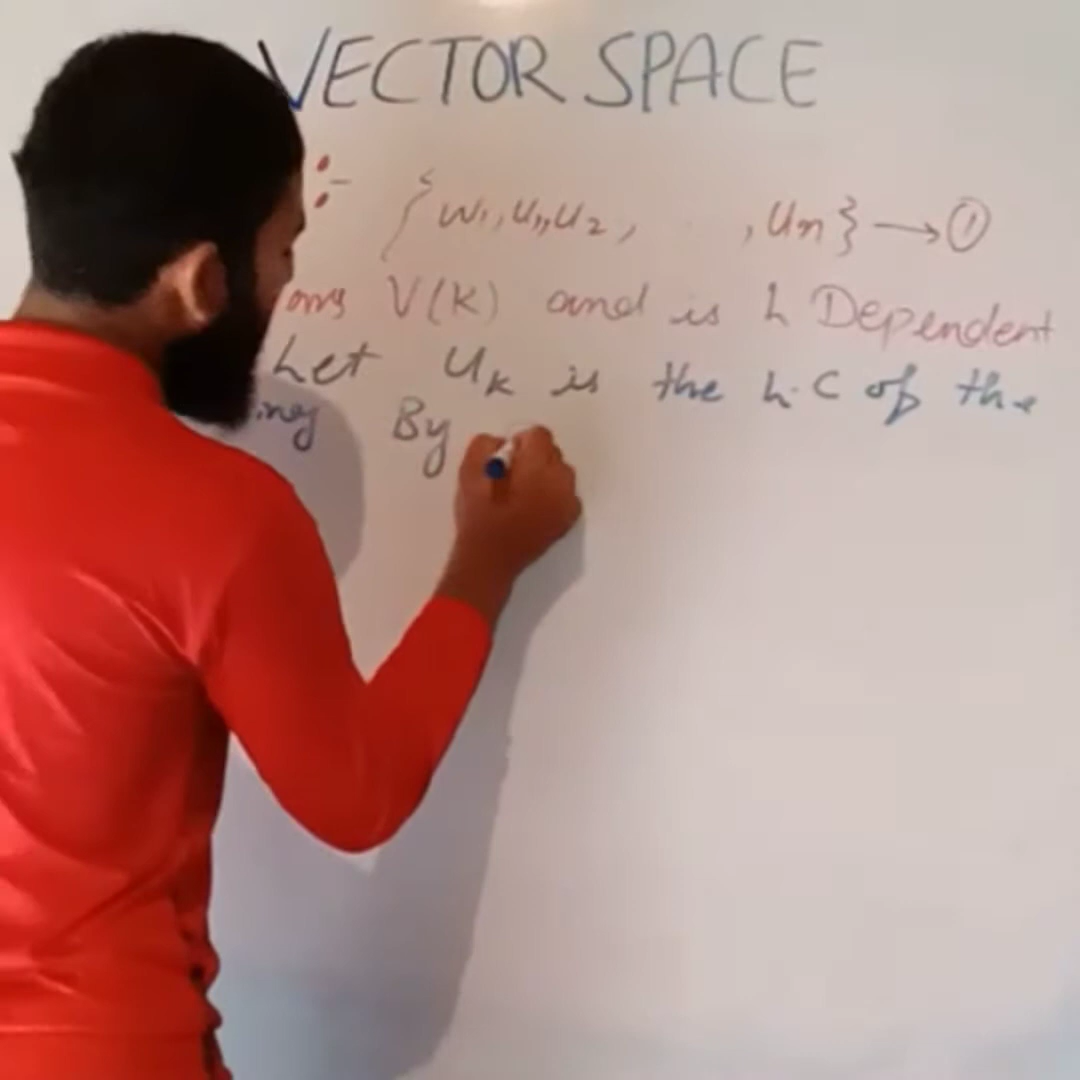 VECTOR SPACE
:- { w1, u1, u2, , un } → ①
V(K) and is L Dependent
Let uK is the L.C of the
By